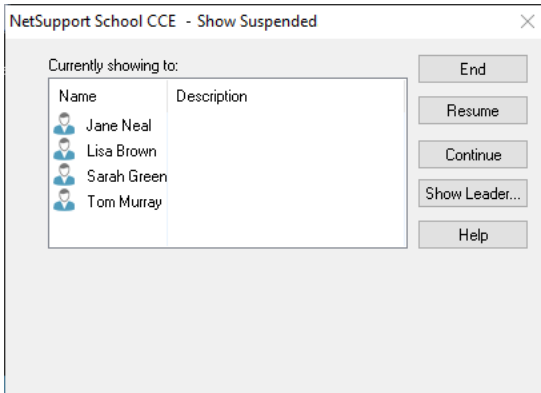 NetSupport School CCE - Show Suspended
Currently showing to:
Name Description
Jane Neal
Lisa Brown
Sarah Green
Tom Murray
End
Resume
Continue
Show Leader...
Help